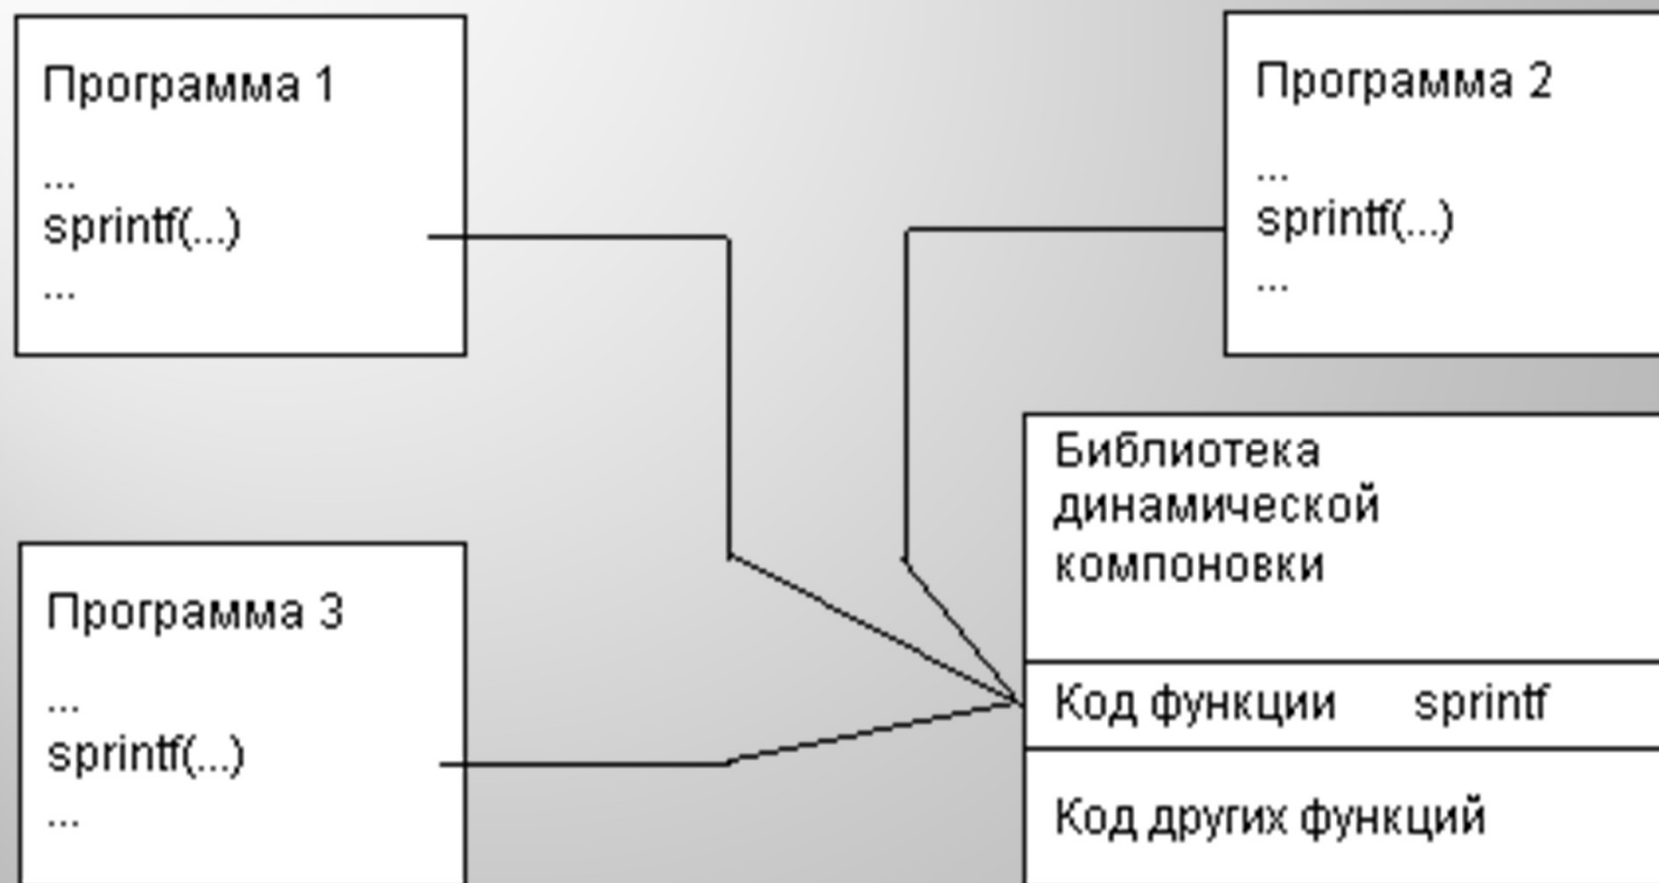 Программа 1
...
sprintf(...)
...
Программа 2
...
sprintf(...)
...
Библиотека
динамической
компоновки
Код функции sprintf
Код других функций
Программа 3
...
sprintf(...)
...